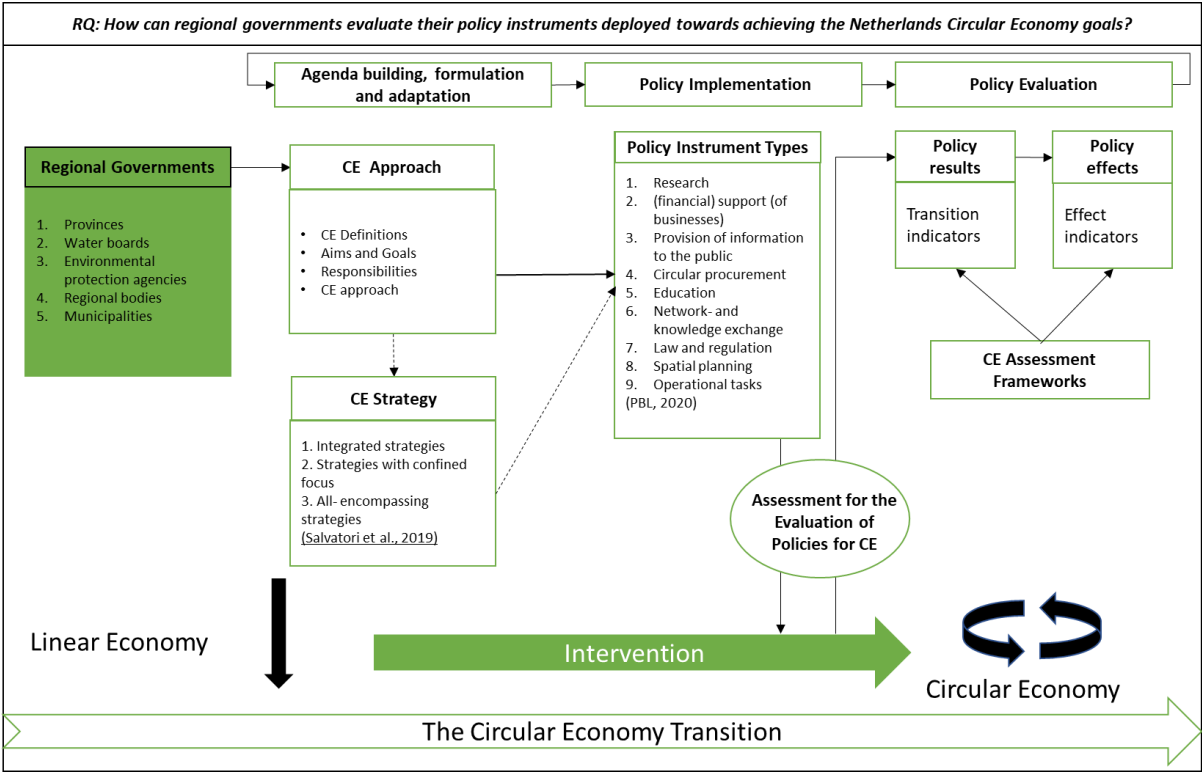 RQ: How can regional governments evaluate their policy instruments deployed towards achieving the Netherlands Circular Economy goals?
Agenda building, formulation
and adaptation
Policy Implementation
Policy Evaluation
Regional Governments
1. Provinces
2. Water boards
3. Environmental
protection agencies
4. Regional bodies
5. Municipalities
CE Approach
• CE Definitions
• Aims and Goals
• Responsibilities
• CE approach
CE Strategy
1. Integrated strategies
2. Strategies with confined
focus
3. All- encompassing
strategies
(Salvatori et al., 2019)
Policy Instrument Types
1. Research
2. (financial) support (of
businesses)
3. Provision of information
to the public
4. Circular procurement
5. Education
6. Network- and
knowledge exchange
7. Law and regulation
8. Spatial planning
9. Operational tasks
(PBL, 2020)
Policy
results
Transition
indicators
Policy
effects
Effect
indicators
CE Assessment
Frameworks
Assessment for the
Evaluation of
Policies for CE
Linear Economy
Intervention
Circular Economy
The Circular Economy Transition